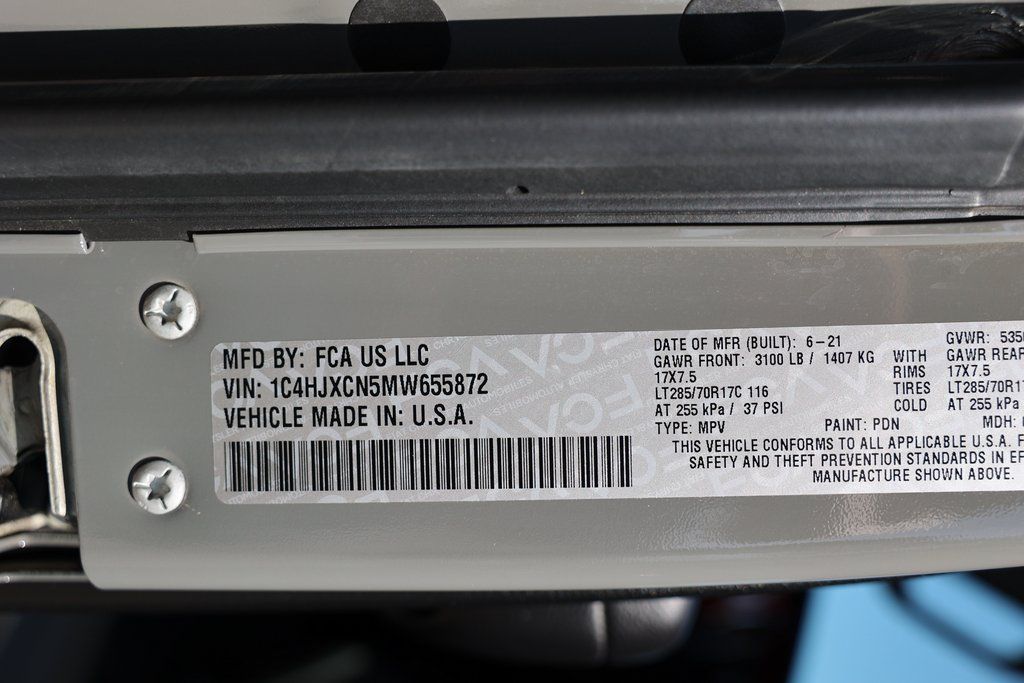 MFD BY: FCA US LLC
VIN: 1C4HJXCN5MW655872
VEHICLE MADE IN: U.S.A.
DATE OF MFR (BUILT): 6-21
GAWR FRONT: 3100 LB / 1407 KG
17X7.5
LT285/70R17C 116
AT 255 kPa / 37 PSI
TYPE: MPV
WITH
RIMS
TIRES
COLD
GVWR:
GAWR REAR
17X7.5
AT 255 kPa
PAINT: PDN
MDH:
THIS VEHICLE CONFORMS TO ALL APPLICABLE U.S.A.
SAFETY AND THEFT PREVENTION STANDARDS IN
MANUFACTURE SHOWN ABOVE.